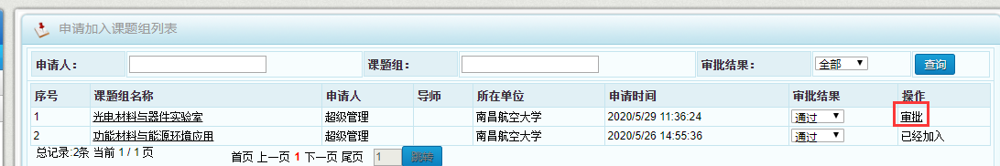 申请加入课题组列表
申请人： 课题组： 审批结果： 全部 查询
序号 课题组名称 申请人 导师 所在单位 申请时间 审批结果 操作
1 光电材料与器件实验室 超级管理 南昌航空大学 2020/5/29 11:36:24 通过 审批
2 功能材料与能源环境应用 超级管理 南昌航空大学 2020/5/26 14:55:36 通过 已经加入
总记录:2条 当前 1 / 1 页 首页 上一页 1 下一页 尾页 1 跳转